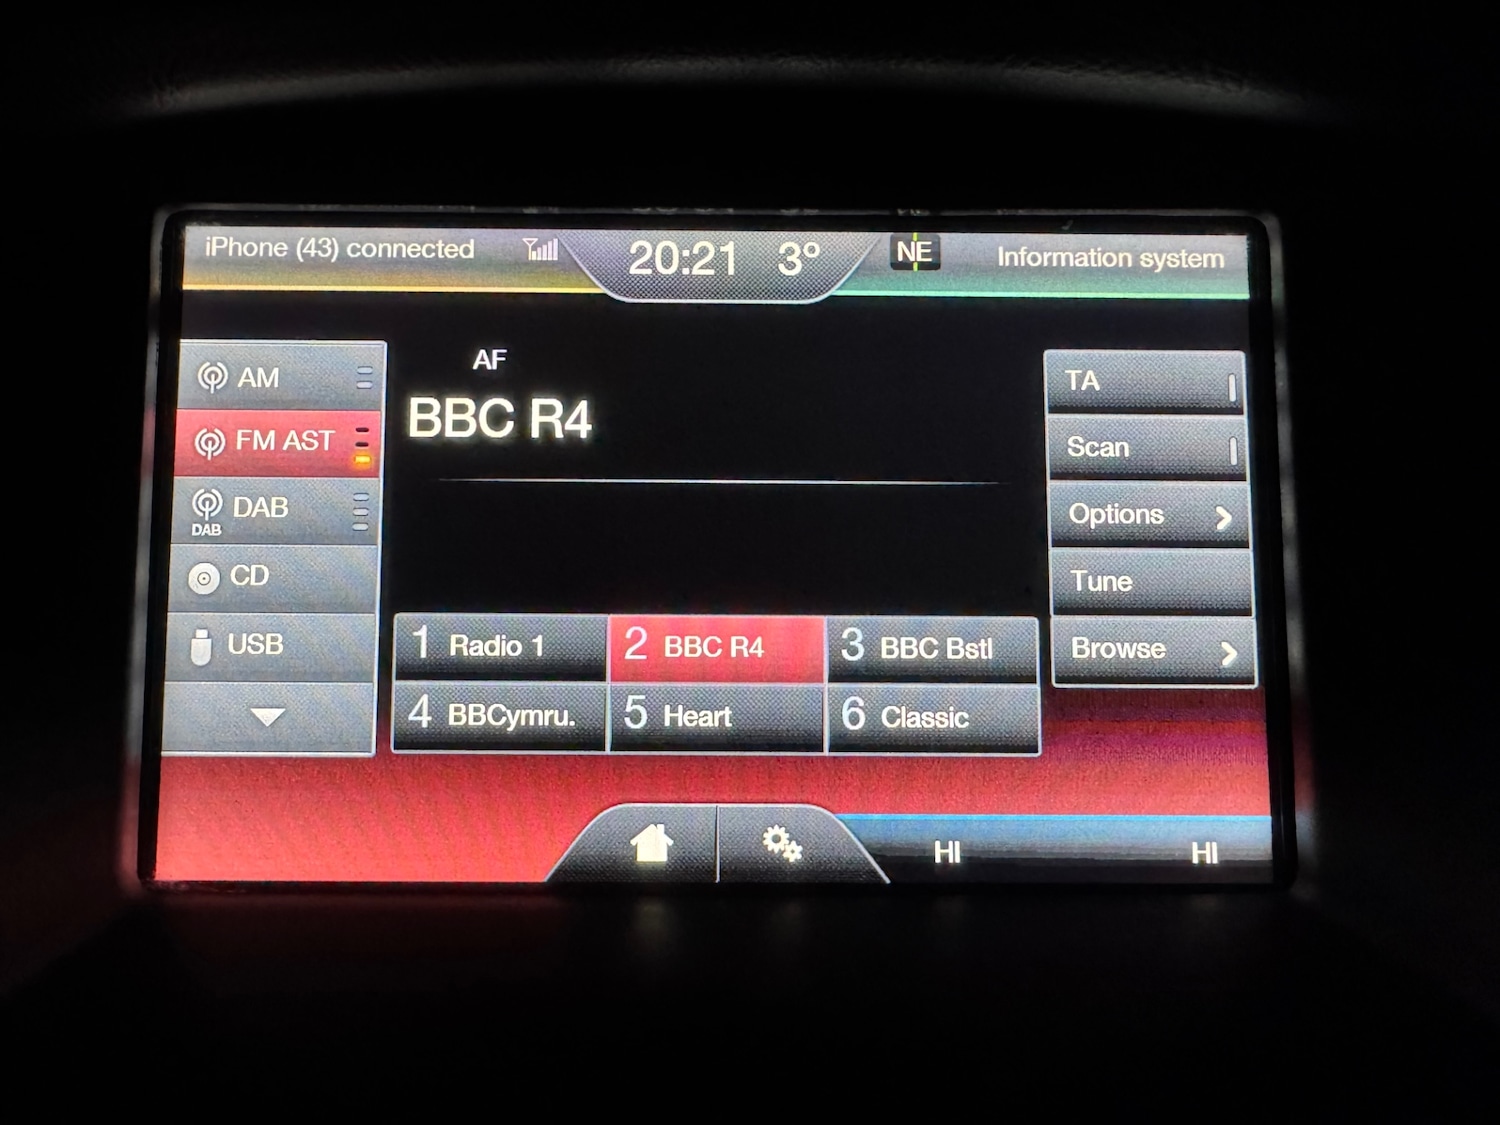 iPhone (43) connected
20:21 3°
NE
Information system
AM
FM AST
DAB
DAB
CD
USB
AF
BBC R4
1 Radio 1
2 BBC R4
3 BBC Bstl
4 BBCymru.
5 Heart
6 Classic
TA
Scan
Options
Tune
Browse
HI
HI